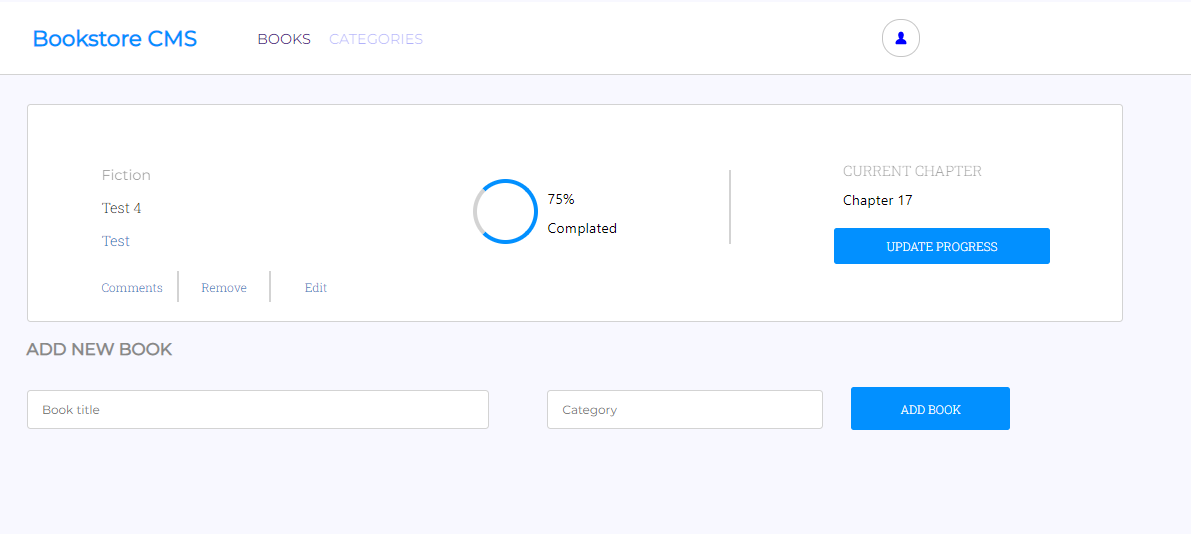 Bookstore CMS
BOOKS
CATEGORIES
Fiction
Test 4
Test
Comments
Remove
Edit
75%
Complated
CURRENT CHAPTER
Chapter 17
UPDATE PROGRESS
ADD NEW BOOK
Book title
Category
ADD BOOK